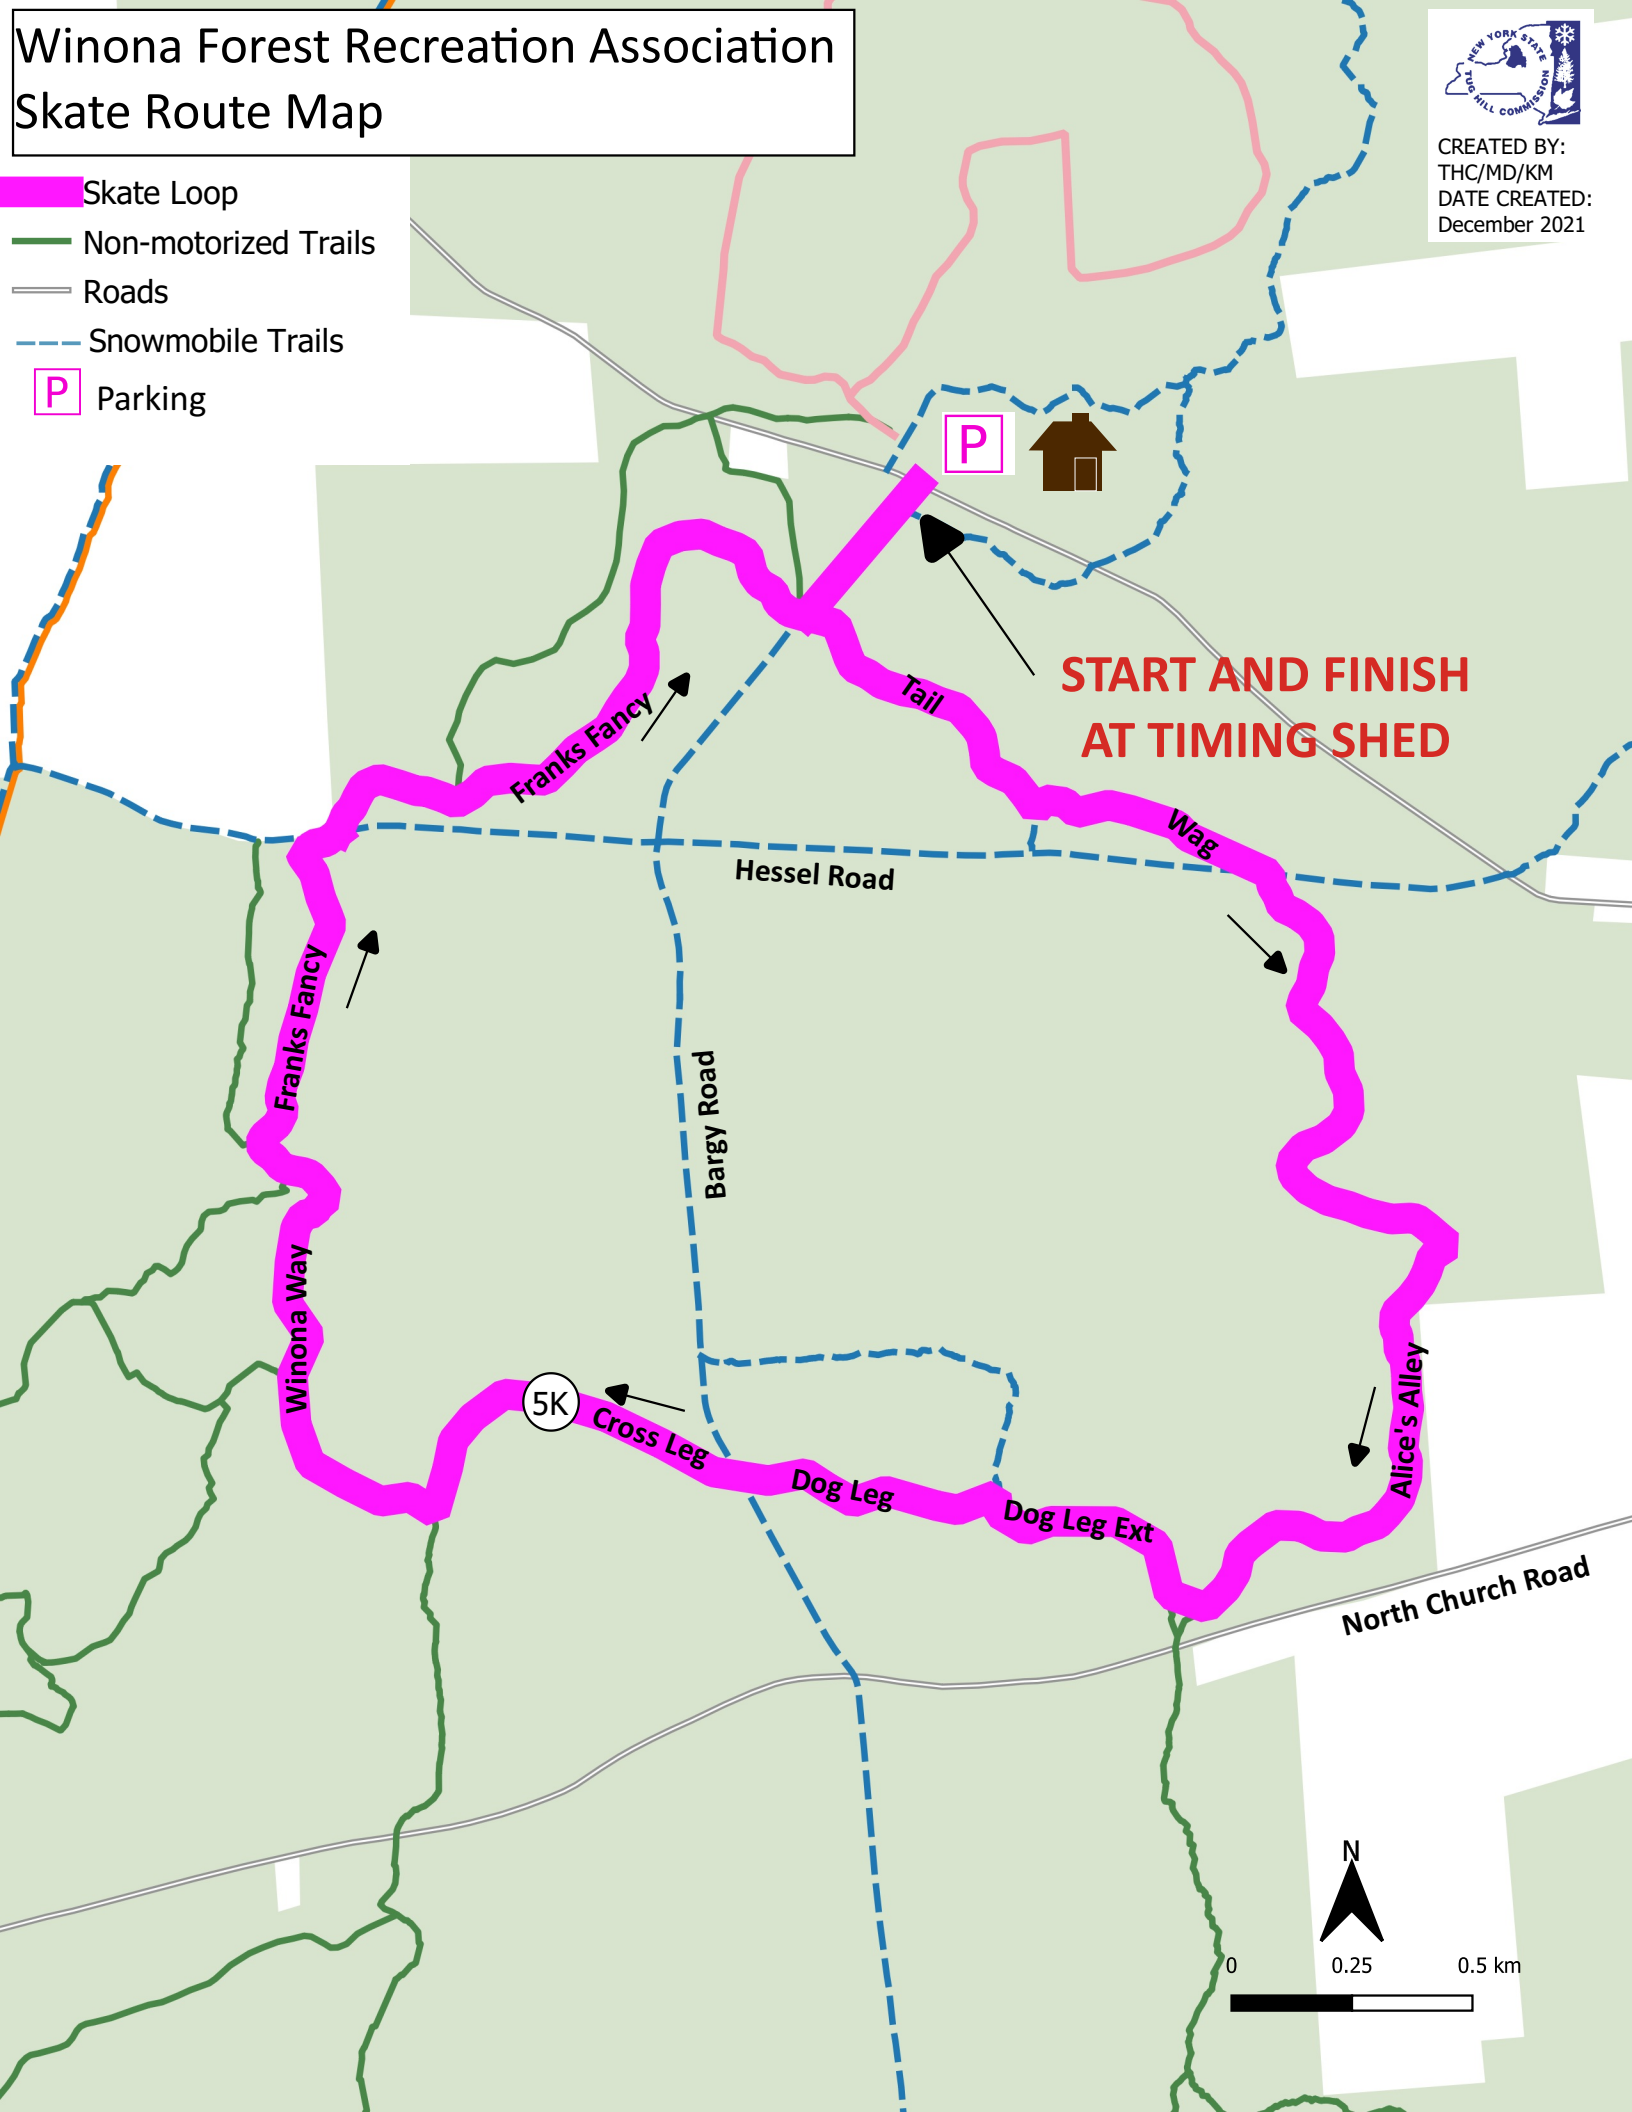 Winona Forest Recreation Association
Skate Route Map
Skate Loop
Non-motorized Trails
Roads
Snowmobile Trails
P Parking
NEW YORK STATE
TUG HILL COMMISSION
CREATED BY:
THC/MD/KM
DATE CREATED:
December 2021
P
START AND FINISH
AT TIMING SHED
Tail
Franks Fancy
Wag
Hessel Road
Franks Fancy
Bargy Road
Winona Way
Alice's Alley
5K
Cross Leg
Dog Leg
Dog Leg Ext
North Church Road
N
0 0.25 0.5 km